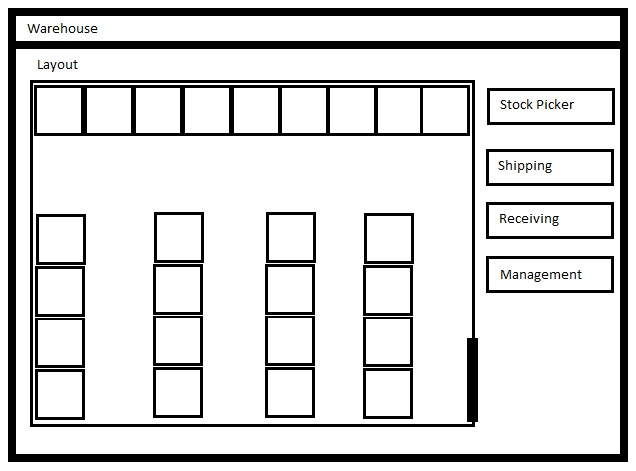 Warehouse
Layout
Stock Picker
Shipping
Receiving
Management